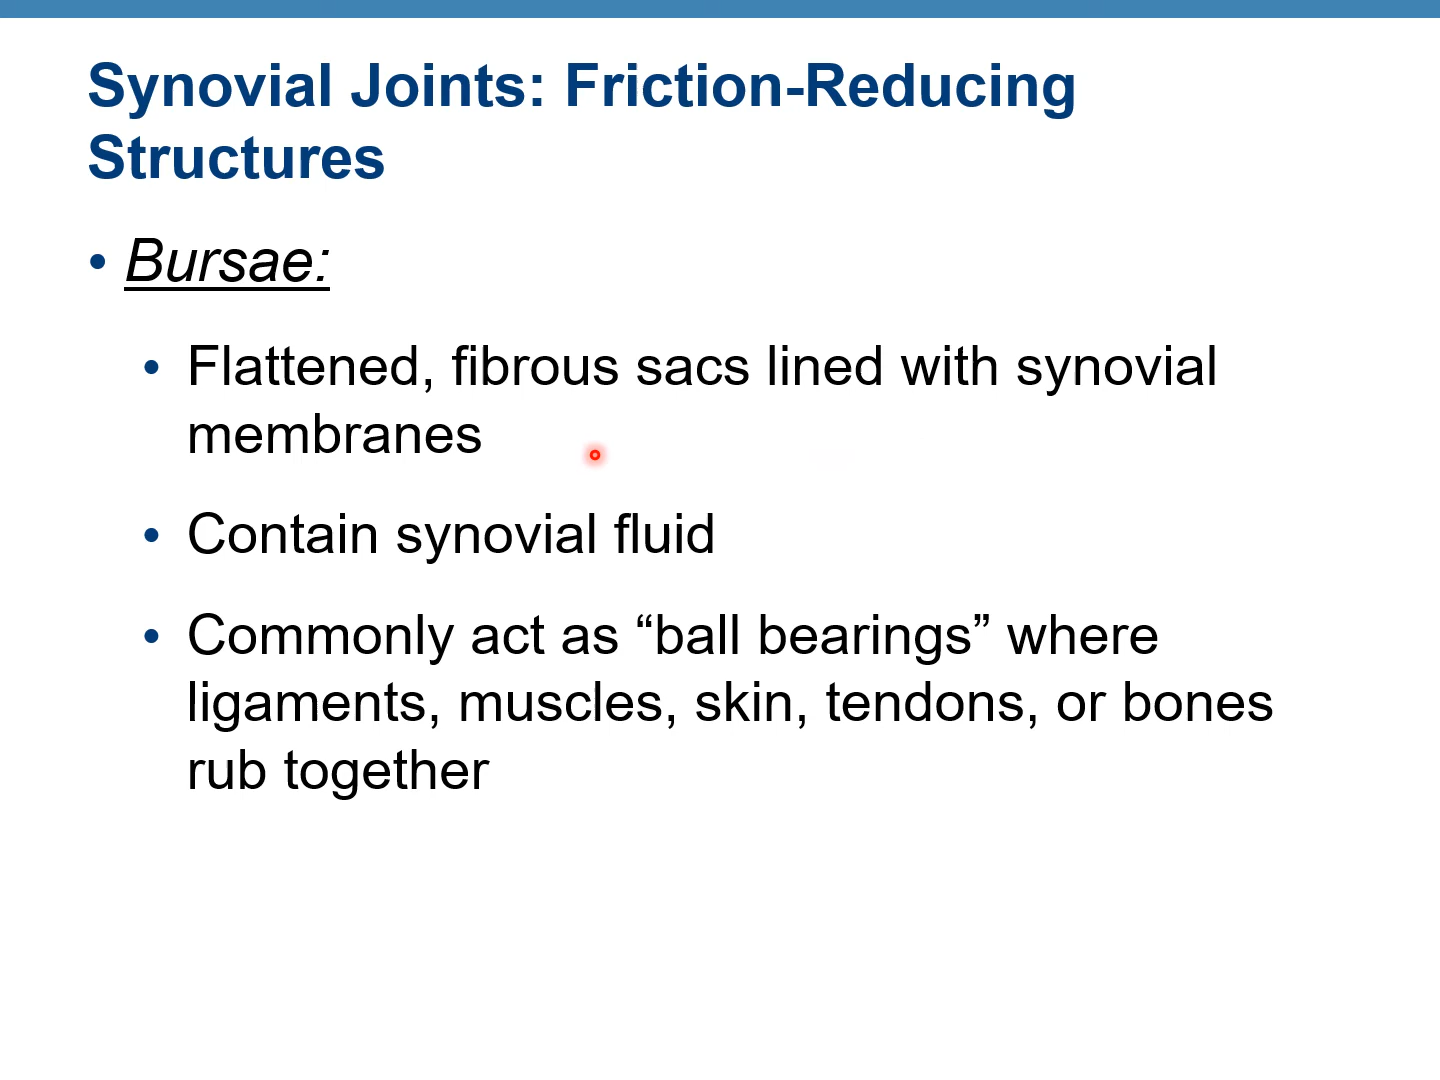 Synovial Joints: Friction-Reducing
Structures
• Bursae:
• Flattened, fibrous sacs lined with synovial
membranes
• Contain synovial fluid
• Commonly act as “ball bearings” where
ligaments, muscles, skin, tendons, or bones
rub together